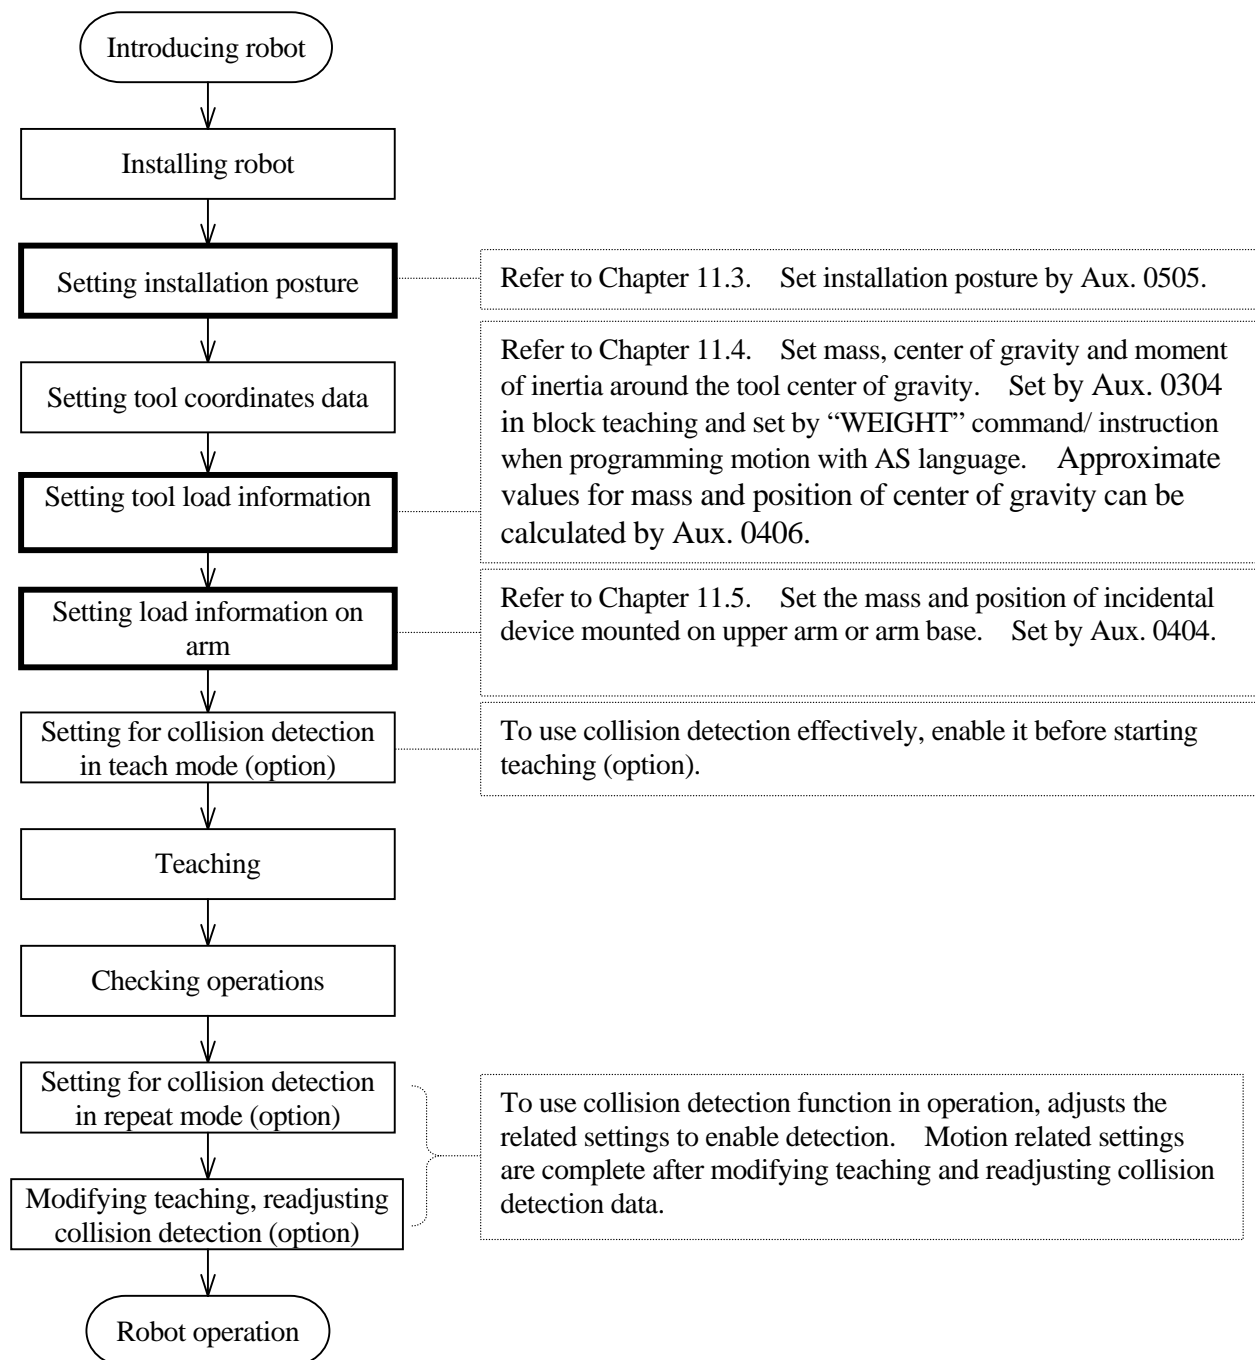 Introducing robot
Installing robot
Setting installation posture
Refer to Chapter 11.3. Set installation posture by Aux. 0505.
Setting tool coordinates data
Refer to Chapter 11.4. Set mass, center of gravity and moment
of inertia around the tool center of gravity. Set by Aux. 0304
in block teaching and set by “WEIGHT” command/ instruction
when programming motion with AS language. Approximate
values for mass and position of center of gravity can be
calculated by Aux. 0406.
Setting tool load information
Setting load information on
arm
Refer to Chapter 11.5. Set the mass and position of incidental
device mounted on upper arm or arm base. Set by Aux. 0404.
Setting for collision detection
in teach mode (option)
To use collision detection effectively, enable it before starting
teaching (option).
Teaching
Checking operations
Setting for collision detection
in repeat mode (option)
To use collision detection function in operation, adjusts the
related settings to enable detection. Motion related settings
are complete after modifying teaching and readjusting collision
detection data.
Modifying teaching, readjusting
collision detection (option)
Robot operation